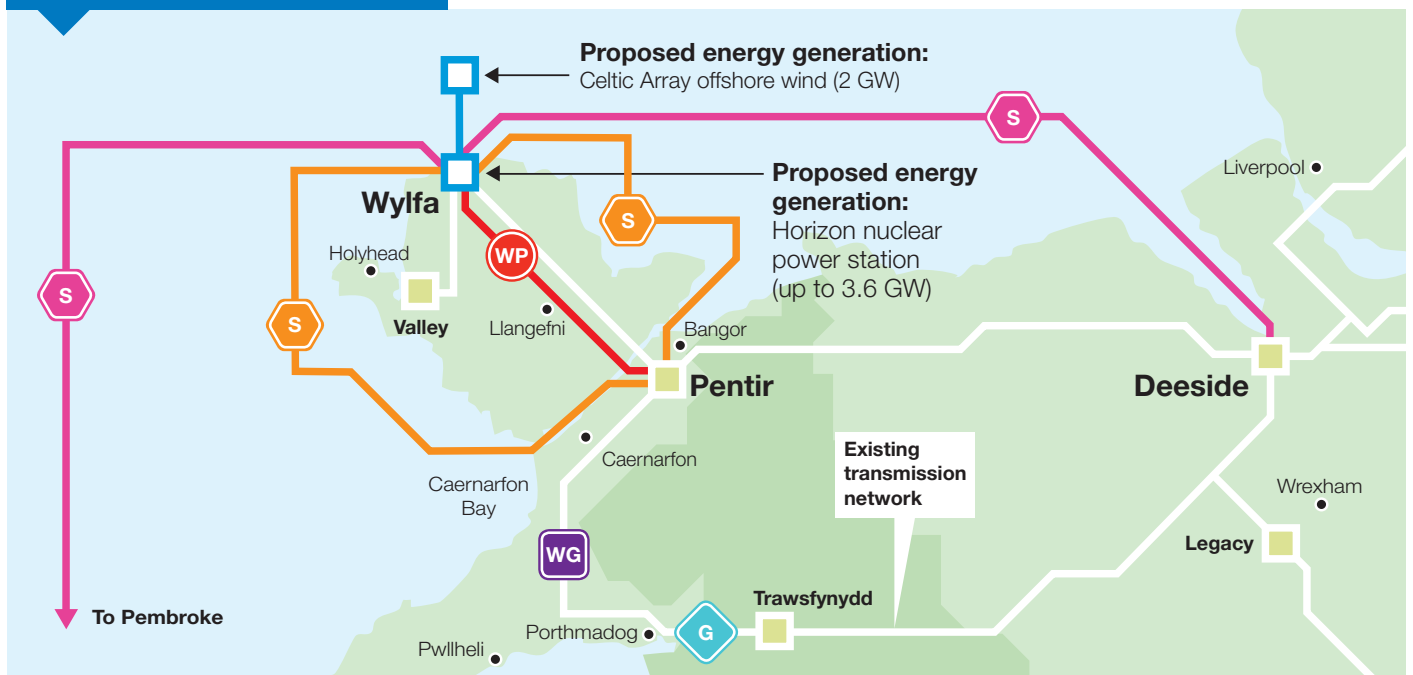 Proposed energy generation:
Celtic Array offshore wind (2 GW)
S
Liverpool
Proposed energy
generation:
Horizon nuclear
power station
(up to 3.6 GW)
Wylfa
S
Holyhead
WP
S
S
Valley
Llangefni
Bangor
Pentir
Deeside
Caernarfon
Existing
transmission
network
Caernarfon
Bay
Wrexham
WG
Legacy
Trawsfynydd
To Pembroke
Porthmadog
G
Pwllheli